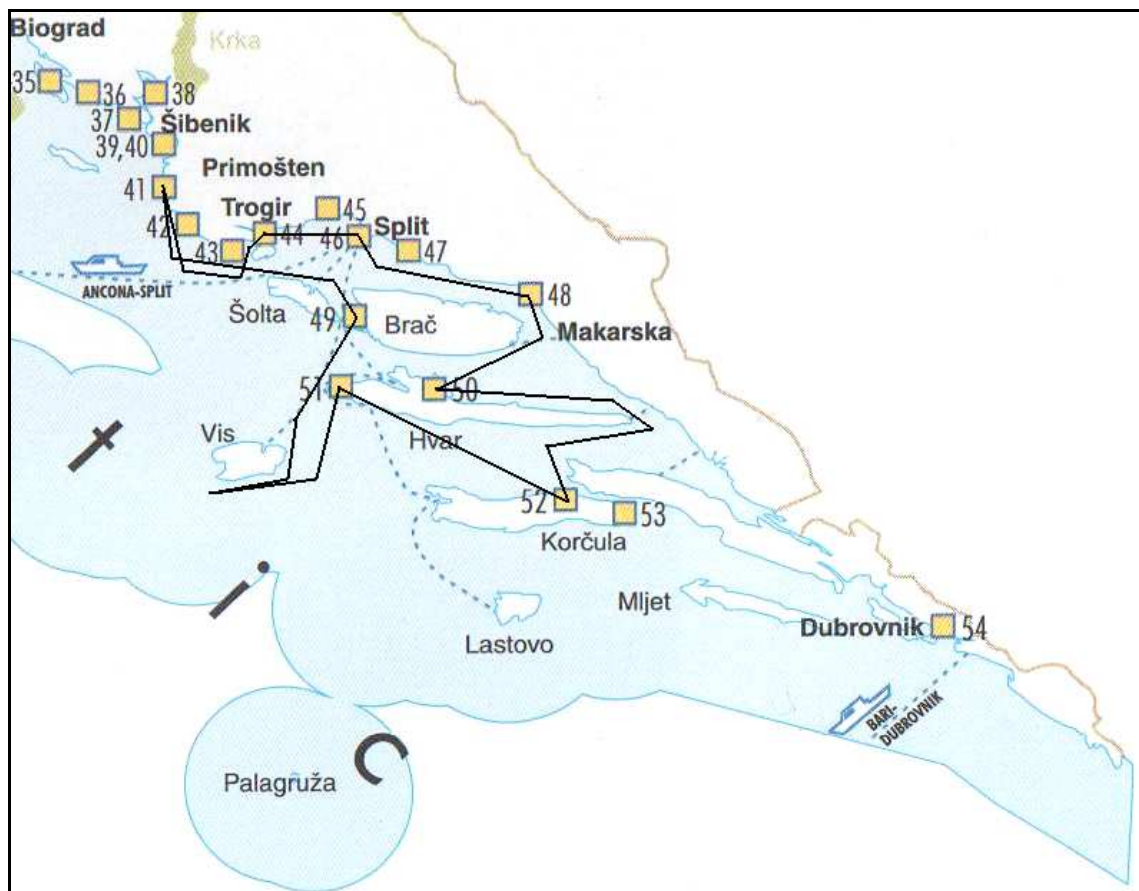 Biograd
Krka
35
36
38
37
Šibenik
39,40
Primošten
41
Trogir
45
42
44
46
Split
43
47
ANCONA-SPLIT
48
Šolta
49
Brač
Makarska
51
50
Vis
Hvar
52
53
Korčula
Mljet
Dubrovnik
54
Lastovo
BARI-
DUBROVNIK
Palagruža